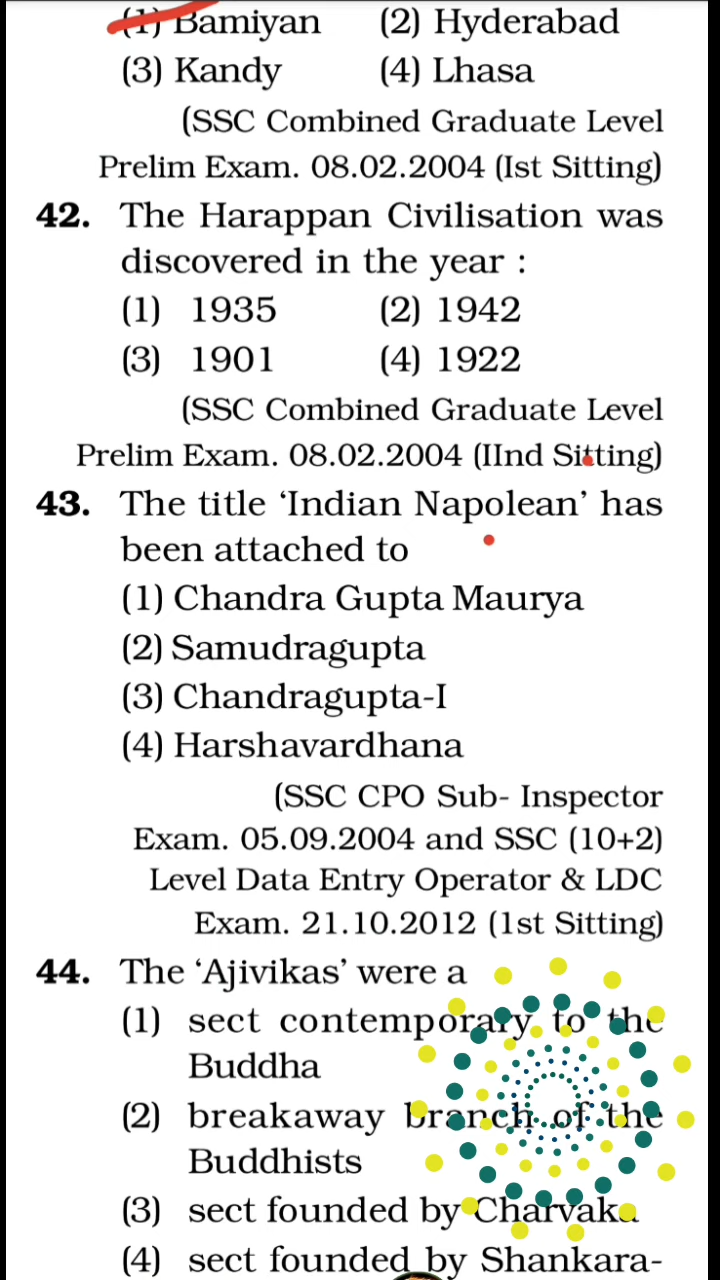 (1) Bamiyan (2) Hyderabad
(3) Kandy (4) Lhasa
(SSC Combined Graduate Level
Prelim Exam. 08.02.2004 (Ist Sitting)
42. The Harappan Civilisation was
discovered in the year :
(1) 1935 (2) 1942
(3) 1901 (4) 1922
(SSC Combined Graduate Level
Prelim Exam. 08.02.2004 (IInd Sitting)
43. The title ‘Indian Napolean’ has
been attached to
(1) Chandra Gupta Maurya
(2) Samudragupta
(3) Chandragupta-I
(4) Harshavardhana
(SSC CPO Sub- Inspector
Exam. 05.09.2004 and SSC (10+2)
Level Data Entry Operator & LDC
Exam. 21.10.2012 (1st Sitting)
44. The ‘Ajivikas’ were a
(1) sect contemporary to the
Buddha
(2) breakaway branch of the
Buddhists
(3) sect founded by Charvaka
(4) sect founded by Shankara-